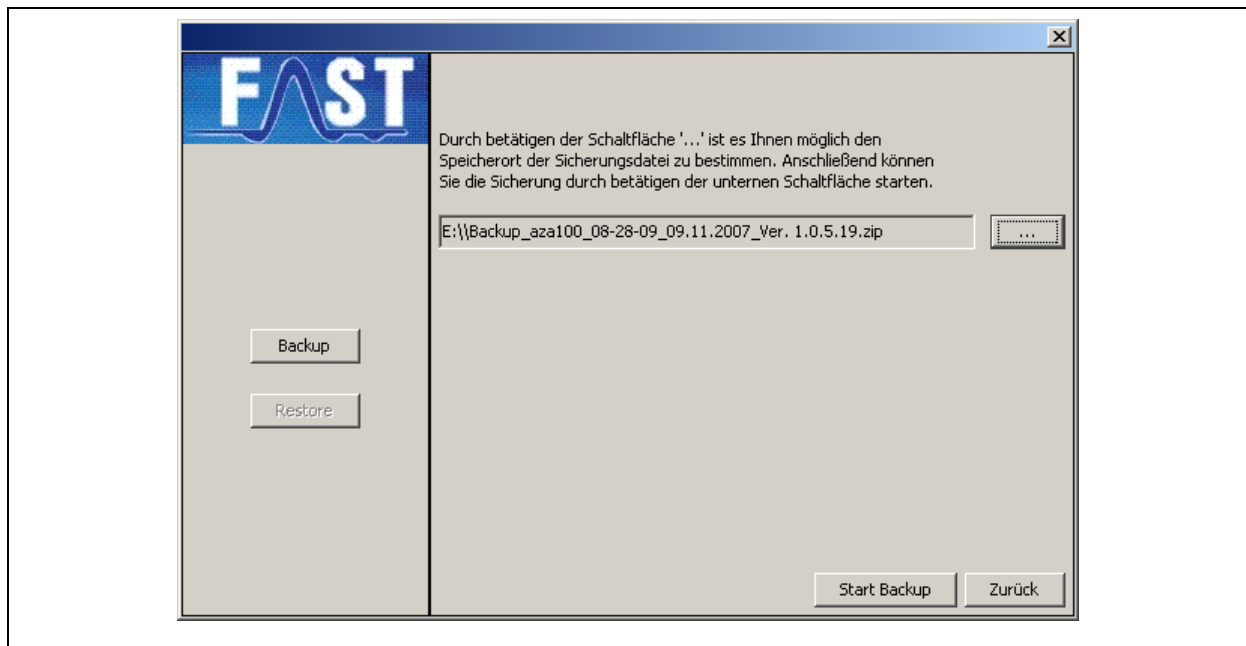 FAST
Durch betätigen der Schaltfläche '...' ist es Ihnen möglich den
Speicherort der Sicherungsdatei zu bestimmen. Anschließend können
Sie die Sicherung durch betätigen der unternen Schaltfläche starten.
E:\\Backup_aza100_08-28-09_09.11.2007_Ver. 1.0.5.19.zip
...
Backup
Restore
Start Backup
Zurück